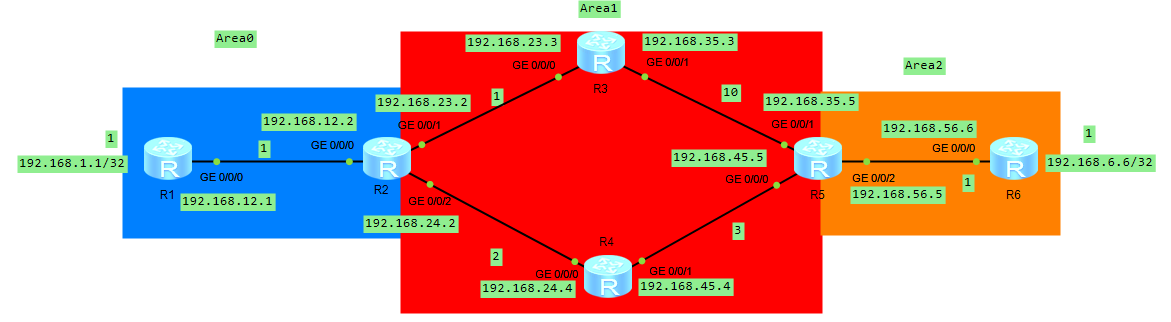 Area1
Area0
192.168.23.3
192.168.35.3
GE 0/0/0
GE 0/0/1
Area2
R
R3
1
10
192.168.23.2
192.168.35.5
GE 0/0/1
GE 0/0/1
192.168.12.2
192.168.56.6
1
1
GE 0/0/0
GE 0/0/0
1
192.168.1.1/32
R
R
192.168.45.5
R
R
192.168.6.6/32
GE 0/0/0
GE 0/0/0
GE 0/0/2
1
R1
R2
R5
R6
192.168.12.1
GE 0/0/2
192.168.56.5
192.168.24.2
3
R4
2
GE 0/0/0
GE 0/0/1
192.168.24.4
R
192.168.45.4